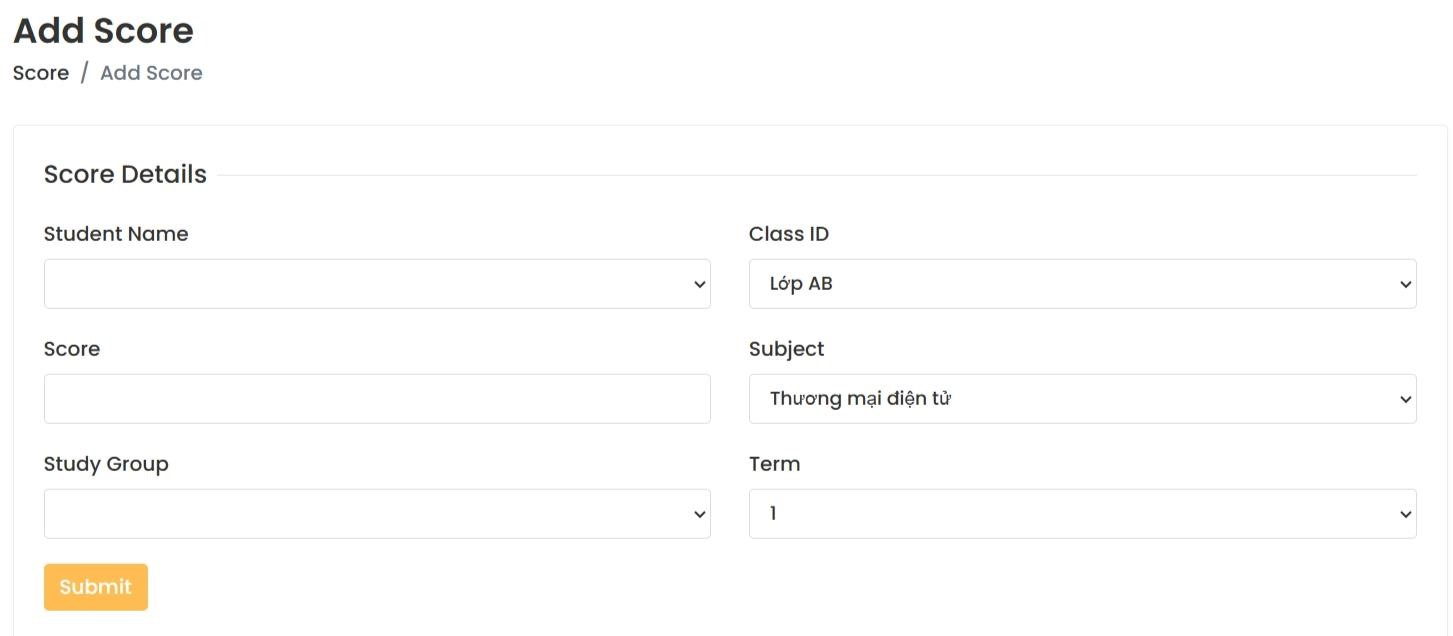 Add Score
Score / Add Score
Score Details
Student Name
Class ID
Lớp AB
Score
Subject
Thương mại điện tử
Study Group
Term
1
Submit